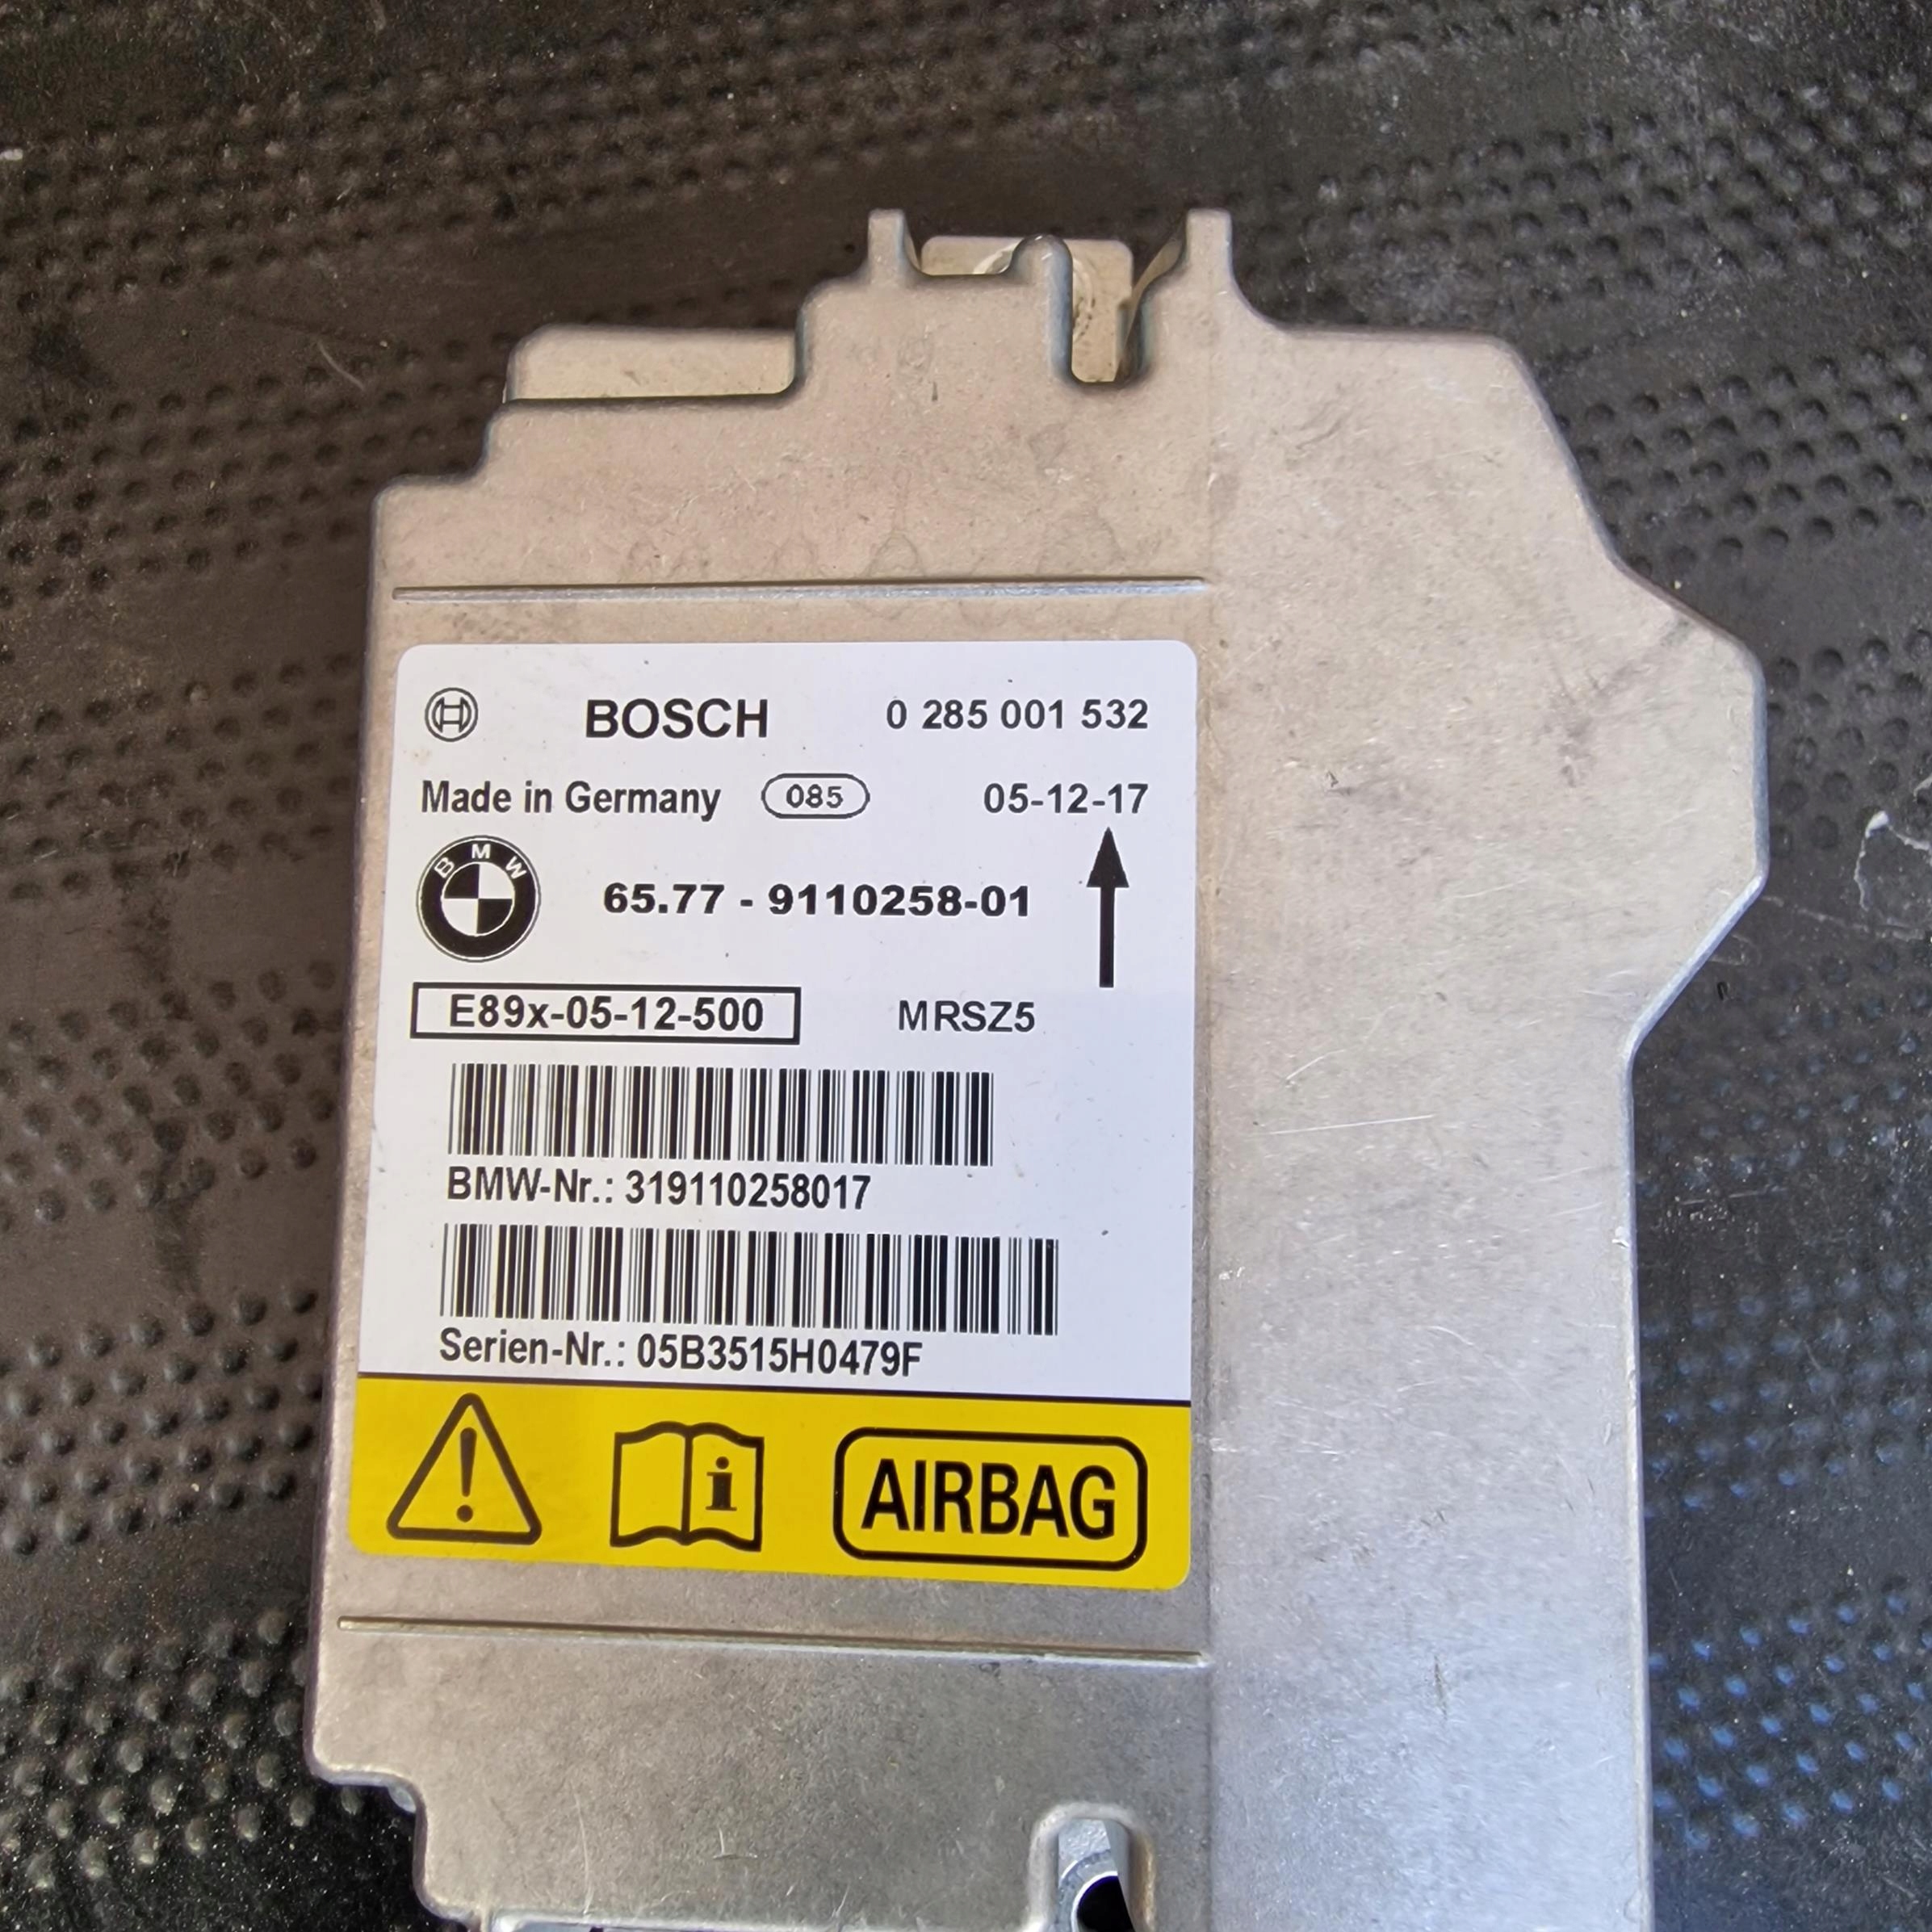 BOSCH 0 285 001 532
Made in Germany 085 05-12-17
BMW
65.77 - 9110258-01
E89x-05-12-500 MRSZ5
BMW-Nr.: 319110258017
Serien-Nr.: 05B3515H0479F
! i AIRBAG